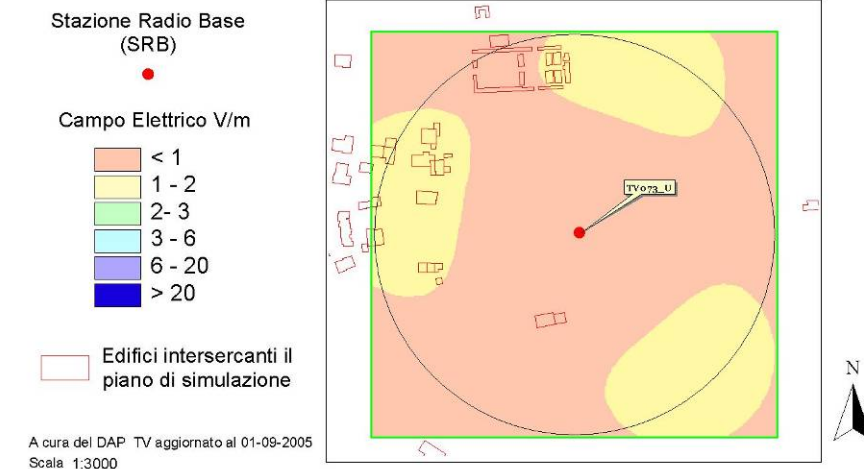 Stazione Radio Base
(SRB)
Campo Elettrico V/m
< 1
1 - 2
2- 3
3 - 6
6 - 20
> 20
Edifici intersercanti il
piano di simulazione
A cura del DAP TV aggiornato al 01-09-2005
Scala 1:3000
TV073_U
N